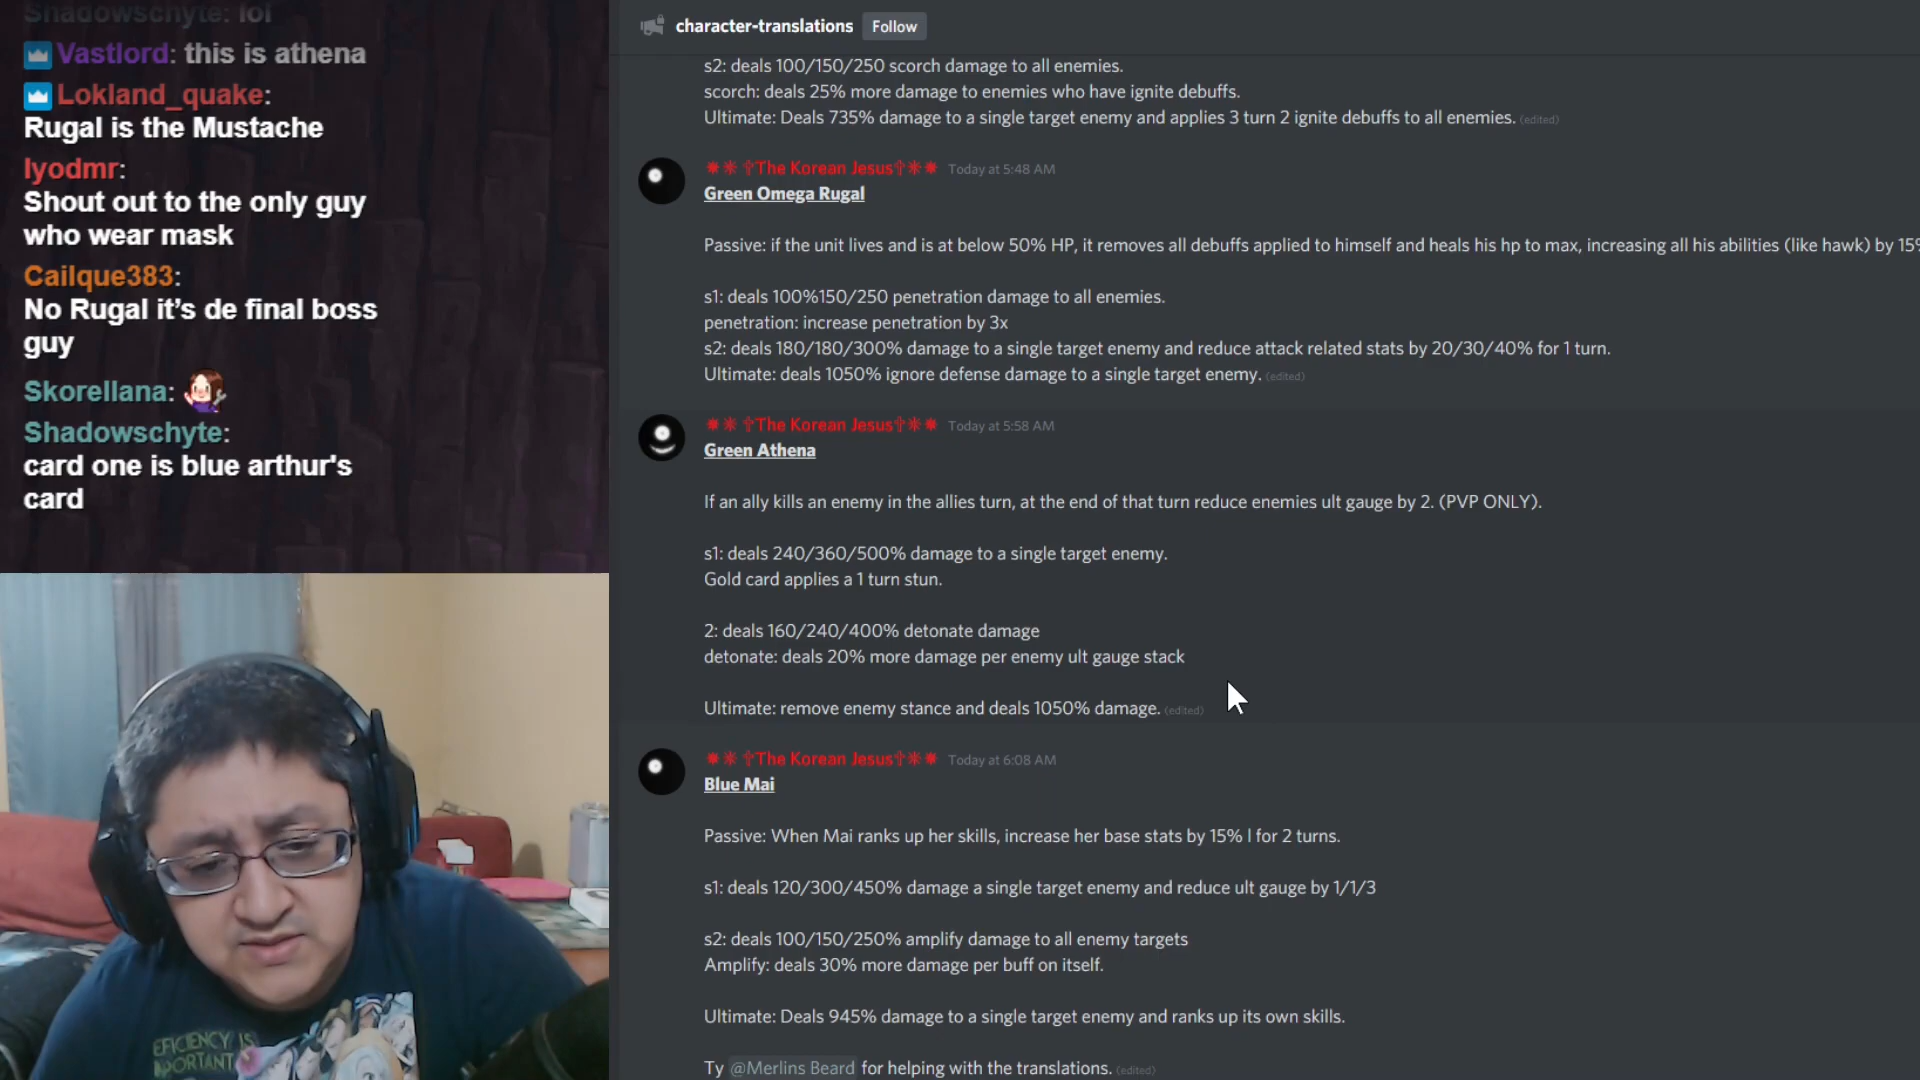 Shadowschyte: lol
Vastlord: this is athena
Lokland_quake:
Rugal is the Mustache
lyodmr:
Shout out to the only guy
who wear mask
Cailque383:
No Rugal it's de final boss
guy
Skorellana:
Shadowschyte:
card one is blue arthur's
card
EFFICIENCY IS
IMPORTANT
character-translations Follow
s2: deals 100/150/250 scorch damage to all enemies.
scorch: deals 25% more damage to enemies who have ignite debuffs.
Ultimate: Deals 735% damage to a single target enemy and applies 3 turn 2 ignite debuffs to all enemies. (edited)
✷✳✞The Korean Jesus✞✳✷ Today at 5:48 AM
Green Omega Rugal
Passive: if the unit lives and is at below 50% HP, it removes all debuffs applied to himself and heals his hp to max, increasing all his abilities (like hawk) by 15%
s1: deals 100%150/250 penetration damage to all enemies.
penetration: increase penetration by 3x
s2: deals 180/180/300% damage to a single target enemy and reduce attack related stats by 20/30/40% for 1 turn.
Ultimate: deals 1050% ignore defense damage to a single target enemy. (edited)
✷✳✞The Korean Jesus✞✳✷ Today at 5:58 AM
Green Athena
If an ally kills an enemy in the allies turn, at the end of that turn reduce enemies ult gauge by 2. (PVP ONLY).
s1: deals 240/360/500% damage to a single target enemy.
Gold card applies a 1 turn stun.
2: deals 160/240/400% detonate damage
detonate: deals 20% more damage per enemy ult gauge stack
Ultimate: remove enemy stance and deals 1050% damage. (edited)
✷✳✞The Korean Jesus✞✳✷ Today at 6:08 AM
Blue Mai
Passive: When Mai ranks up her skills, increase her base stats by 15% l for 2 turns.
s1: deals 120/300/450% damage a single target enemy and reduce ult gauge by 1/1/3
s2: deals 100/150/250% amplify damage to all enemy targets
Amplify: deals 30% more damage per buff on itself.
Ultimate: Deals 945% damage to a single target enemy and ranks up its own skills.
Ty @Merlins Beard for helping with the translations. (edited)